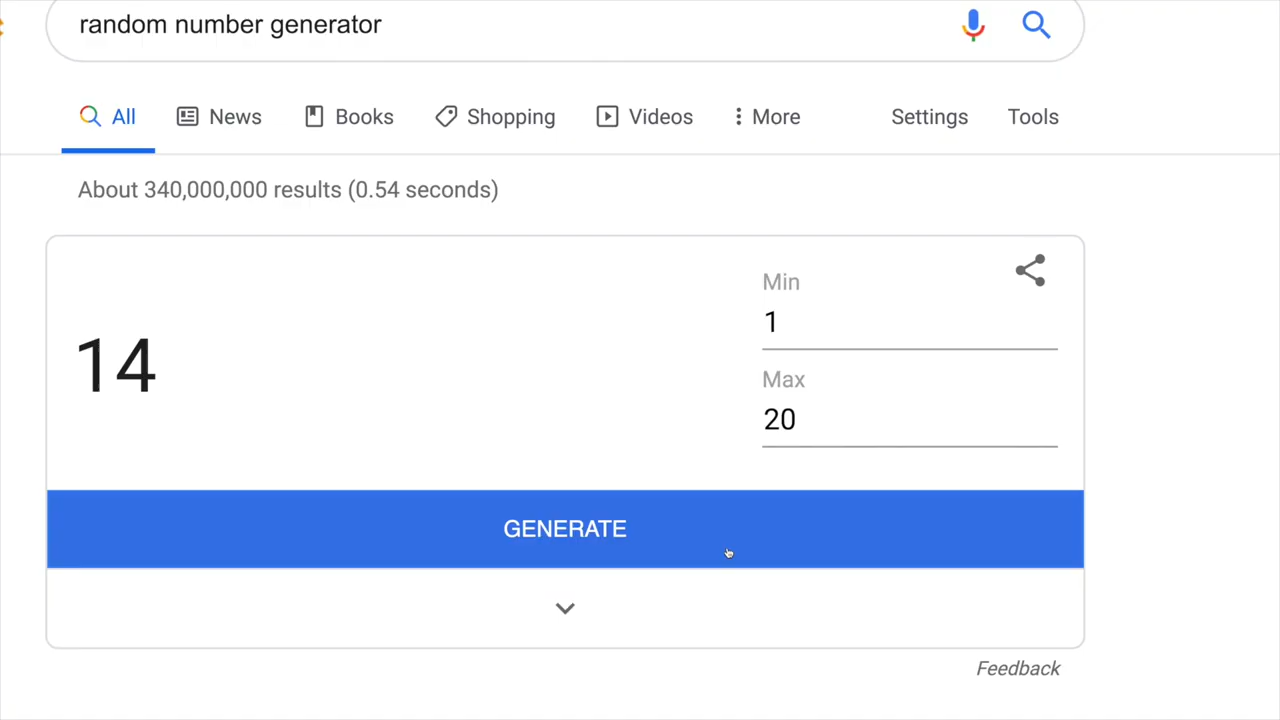 random number generator
All News Books Shopping Videos More Settings Tools
About 340,000,000 results (0.54 seconds)
14
Min
1
Max
20
GENERATE
Feedback